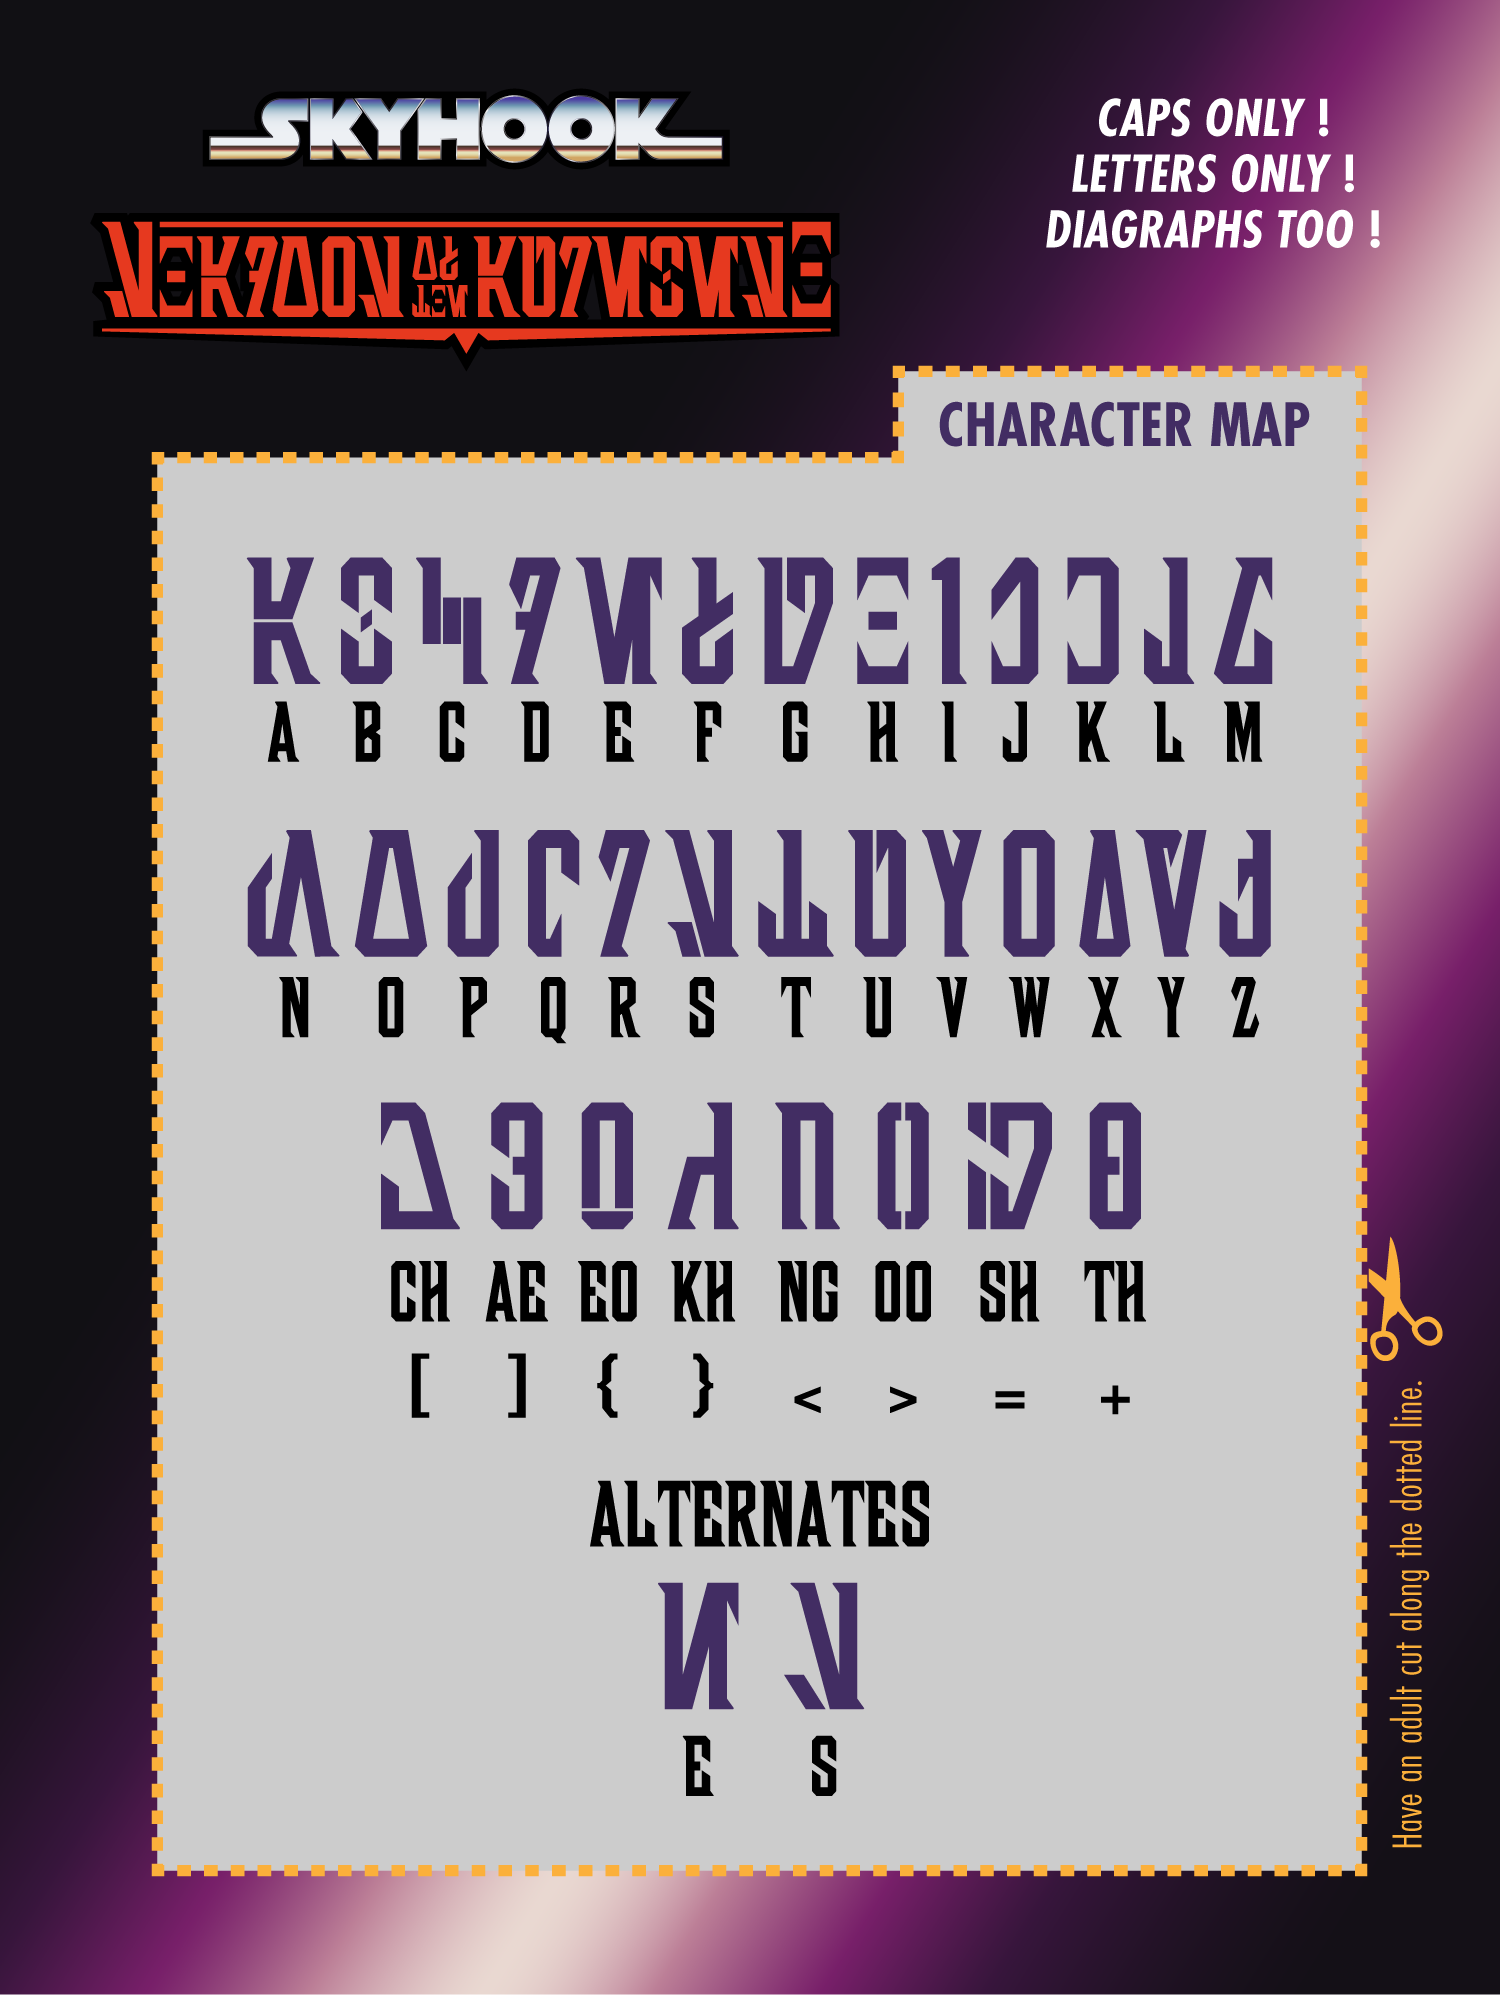 SKYHOOK
CAPS ONLY !
LETTERS ONLY !
DIAGRAPHS TOO !
CHARACTER MAP
A B C D E F G H I J K L M
N O P Q R S T U V W X Y Z
CH AE EO KH NG OO SH TH
[ ] { } < > = +
ALTERNATES
E S
Have an adult cut along the dotted line.